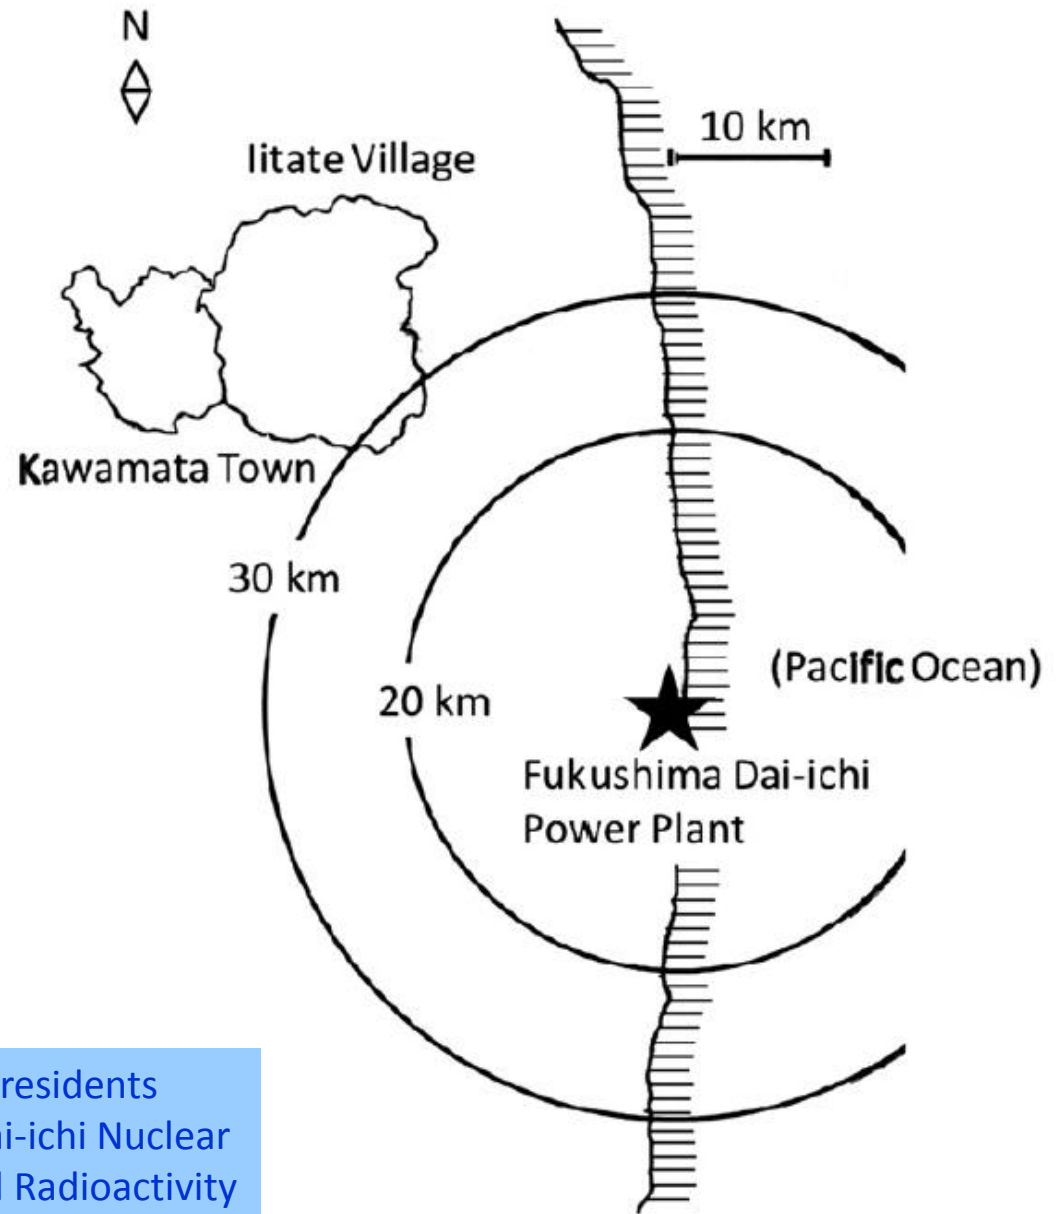 N
10 km
Iitate Village
Kawamata Town
30 km
(Pacific Ocean)
20 km
Fukushima Dai-ichi
Power Plant
residents
i-ichi Nuclear
Radioactivity